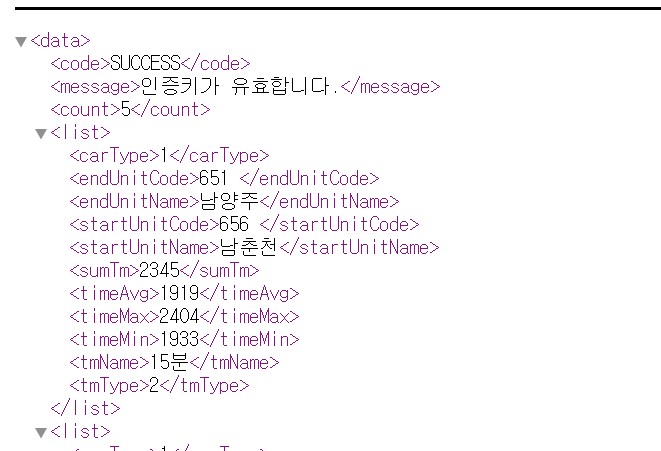 <data>
<code>SUCCESS</code>
<message>인증키가 유효합니다.</message>
<count>5</count>
<list>
<carType>1</carType>
<endUnitCode>651 </endUnitCode>
<endUnitName>남양주</endUnitName>
<startUnitCode>656 </startUnitCode>
<startUnitName>남춘천</startUnitName>
<sumTm>2345</sumTm>
<timeAvg>1919</timeAvg>
<timeMax>2404</timeMax>
<timeMin>1933</timeMin>
<tmName>15분</tmName>
<tmType>2</tmType>
</list>
<list>